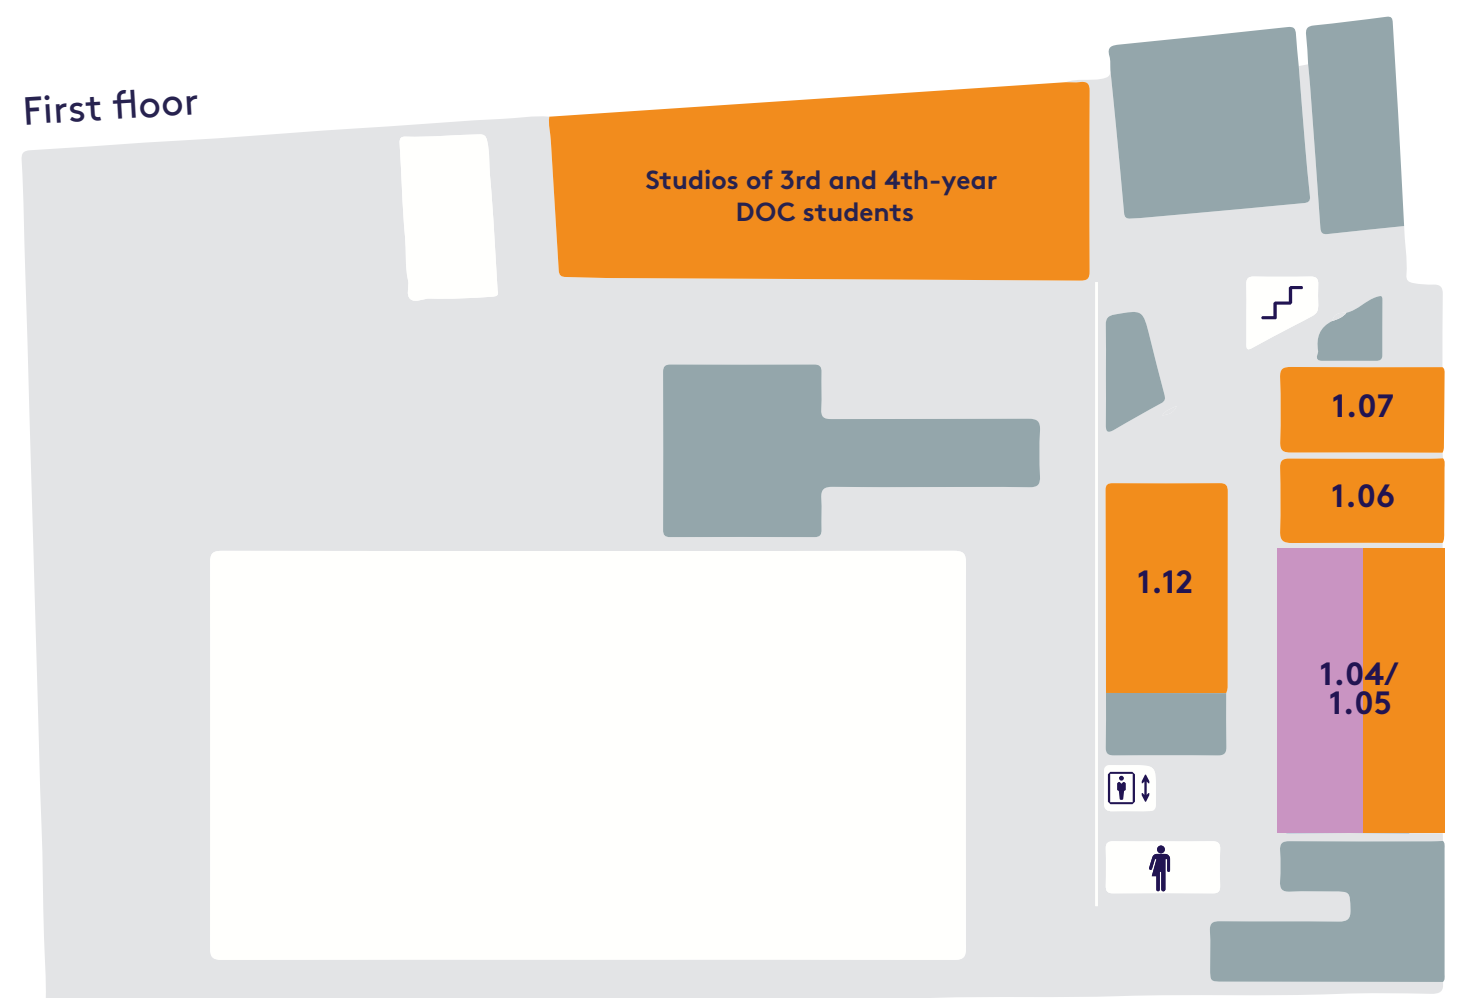 First floor
Studios of 3rd and 4th-year
DOC students
1.07
1.06
1.12
1.04/
1.05